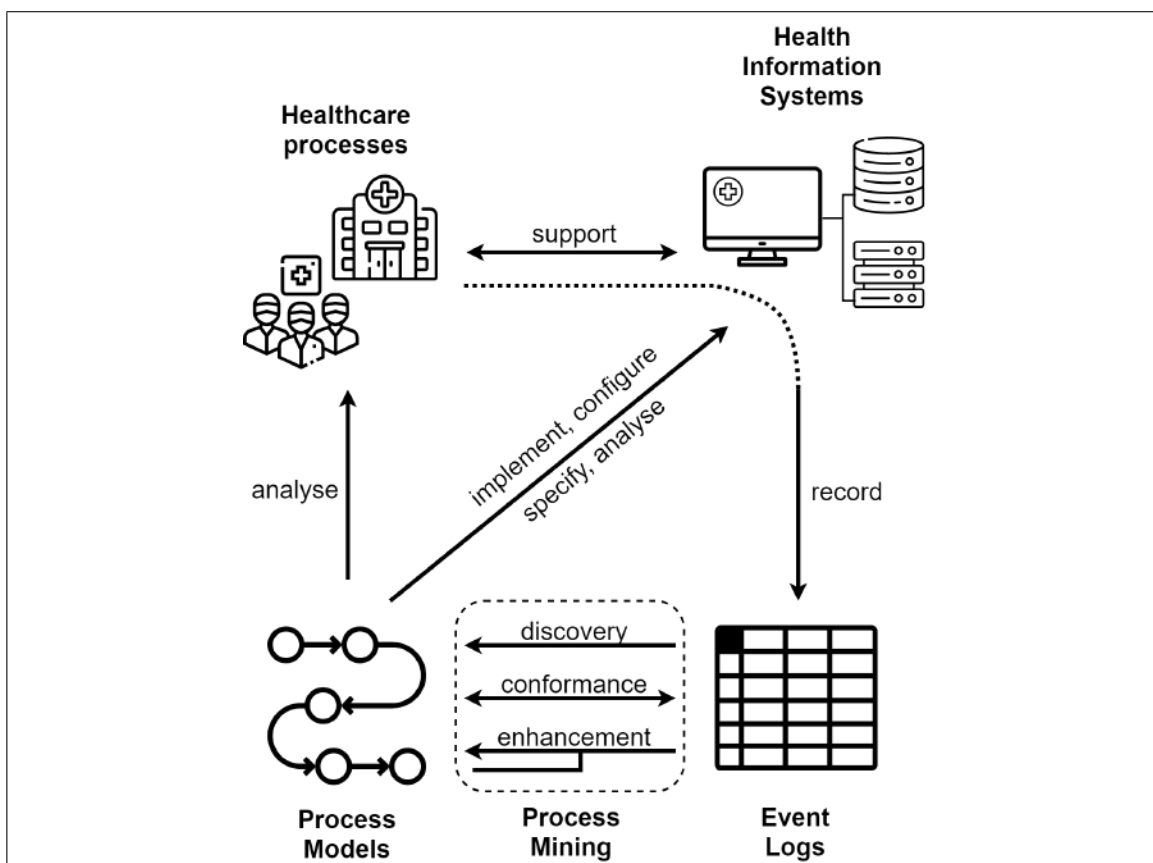 Health
Information
Systems
Healthcare
processes
support
implement, configure
specify, analyse
analyse
record
discovery
conformance
enhancement
Process
Models
Process
Mining
Event
Logs